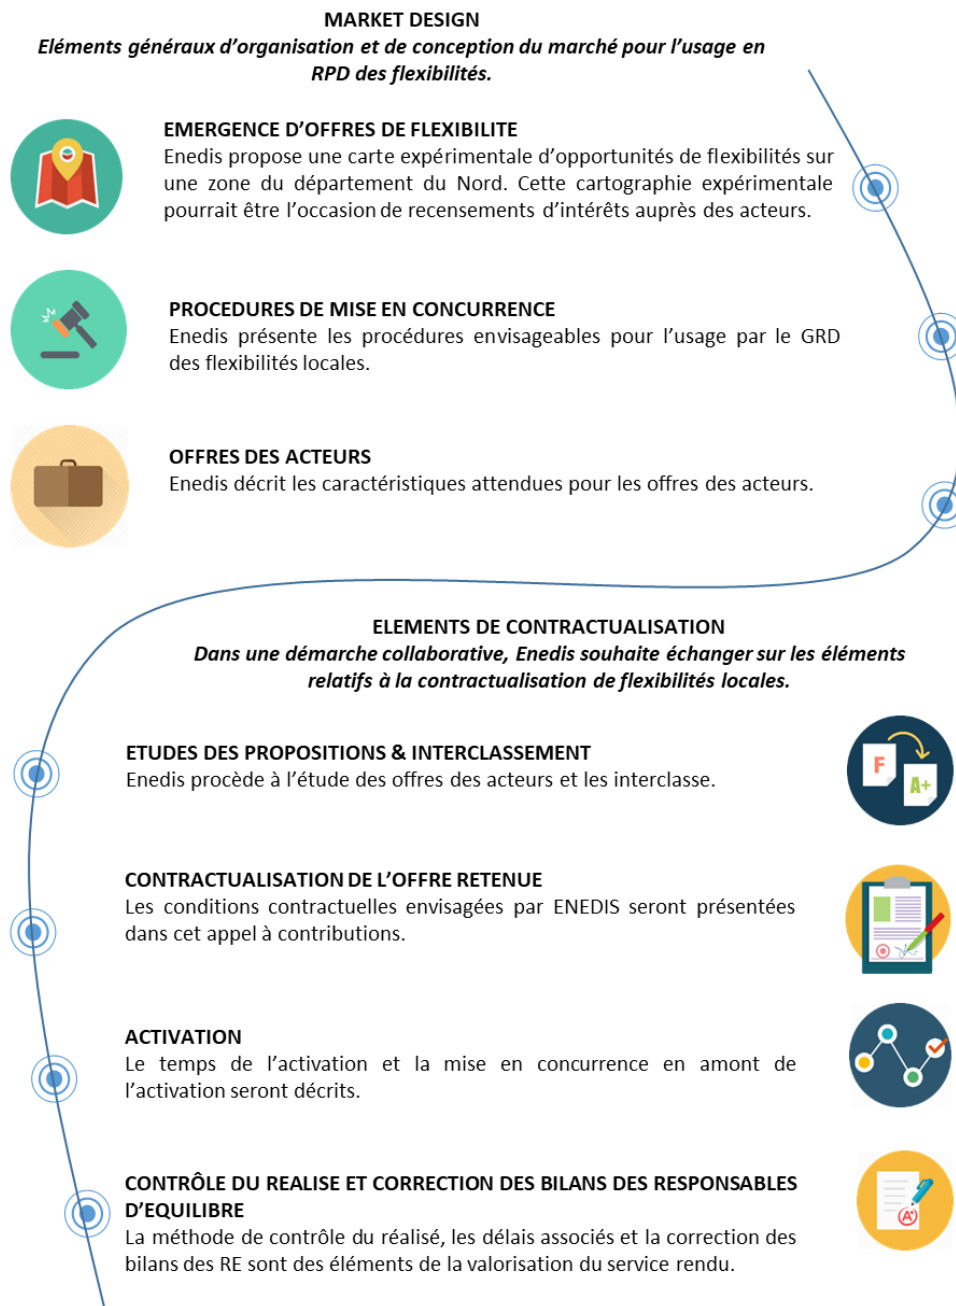 MARKET DESIGN
Eléments généraux d'organisation et de conception du marché pour l'usage en
RPD des flexibilités.
EMERGENCE D'OFFRES DE FLEXIBILITE
Enedis propose une carte expérimentale d'opportunités de flexibilités sur
une zone du département du Nord. Cette cartographie expérimentale
pourrait être l'occasion de recensements d'intérêts auprès des acteurs.
PROCEDURES DE MISE EN CONCURRENCE
Enedis présente les procédures envisageables pour l'usage par le GRD
des flexibilités locales.
OFFRES DES ACTEURS
Enedis décrit les caractéristiques attendues pour les offres des acteurs.
ELEMENTS DE CONTRACTUALISATION
Dans une démarche collaborative, Enedis souhaite échanger sur les éléments
relatifs à la contractualisation de flexibilités locales.
ETUDES DES PROPOSITIONS & INTERCLASSEMENT
Enedis procède à l'étude des offres des acteurs et les interclasse.
F
A+
CONTRACTUALISATION DE L'OFFRE RETENUE
Les conditions contractuelles envisagées par ENEDIS seront présentées
dans cet appel à contributions.
ACTIVATION
Le temps de l'activation et la mise en concurrence en amont de
l'activation seront décrits.
CONTRÔLE DU REALISE ET CORRECTION DES BILANS DES RESPONSABLES
D'EQUILIBRE
La méthode de contrôle du réalisé, les délais associés et la correction des
bilans des RE sont des éléments de la valorisation du service rendu.
A+